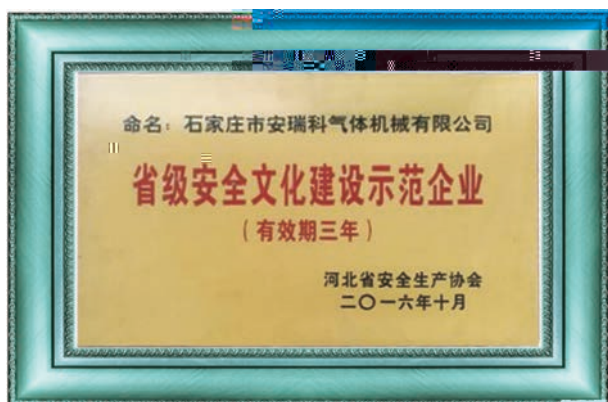 命名：石家庄市安瑞科气体机械有限公司
省级安全文化建设示范企业
（有效期三年）
河北省安全生产协会
二〇一六年十月